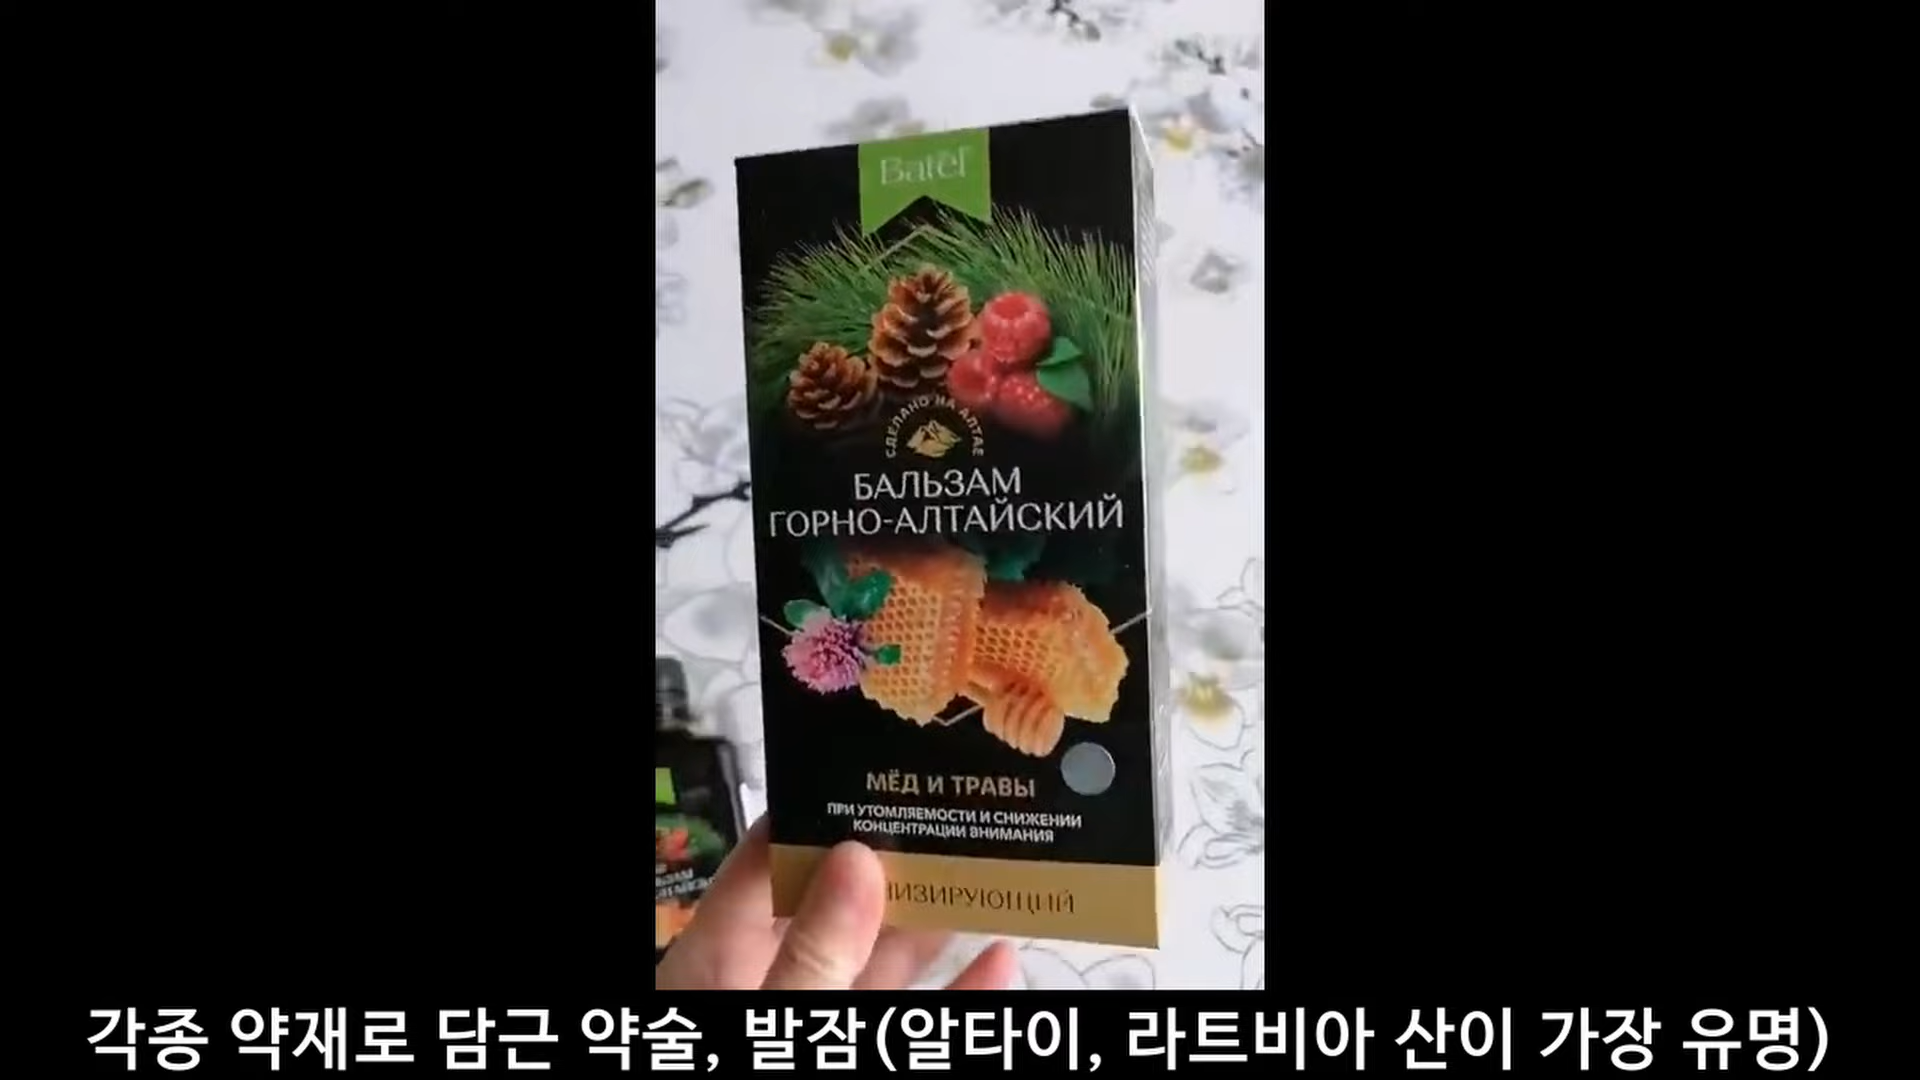 Batel
СДЕЛАНО НА АЛТАЕ
БАЛЬЗАМ
ГОРНО-АЛТАЙСКИЙ
МЁД И ТРАВЫ
ПРИ УТОМЛЯЕМОСТИ И СНИЖЕНИИ
КОНЦЕНТРАЦИИ ВНИМАНИЯ
각종 약재로 담근 약술, 발잠(알타이, 라트비아 산이 가장 유명)